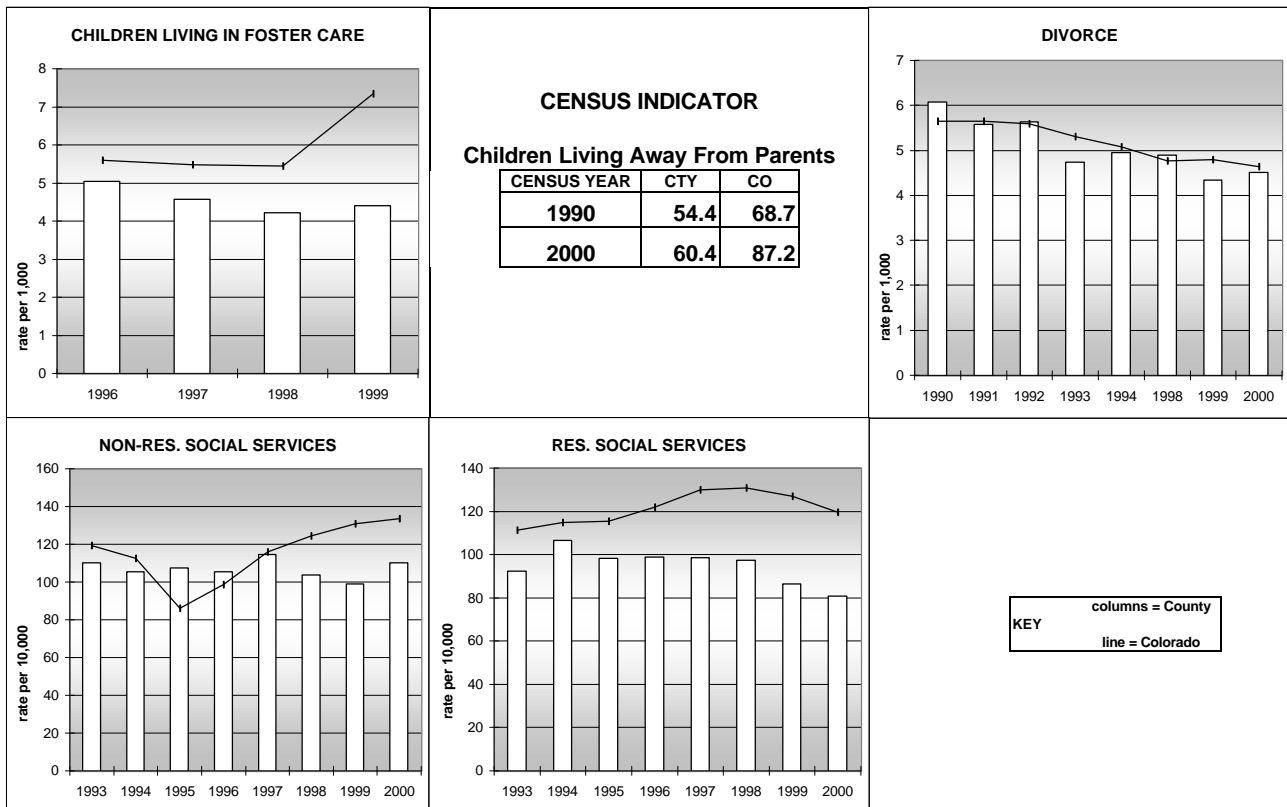 CHILDREN LIVING IN FOSTER CARE
8
7
6
5
4
3
2
1
0
rate per 1,000
1996 1997 1998 1999
CENSUS INDICATOR
Children Living Away From Parents
CENSUS YEAR CTY CO
1990 54.4 68.7
2000 60.4 87.2
DIVORCE
7
6
5
4
3
2
1
0
rate per 1,000
1990 1991 1992 1993 1994 1998 1999 2000
NON-RES. SOCIAL SERVICES
160
140
120
100
80
60
40
20
0
rate per 10,000
1993 1994 1995 1996 1997 1998 1999 2000
RES. SOCIAL SERVICES
140
120
100
80
60
40
20
0
rate per 10,000
1993 1994 1995 1996 1997 1998 1999 2000
columns = County
KEY
line = Colorado